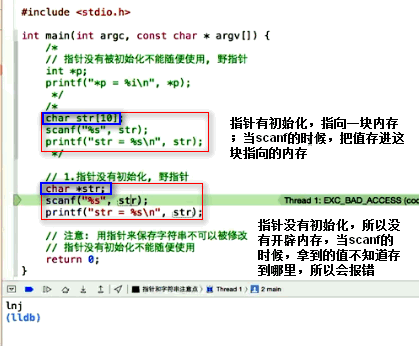 #include <stdio.h>
int main(int argc, const char * argv[]) {
/*
// 指针没有被初始化不能随便使用, 野指针
int *p;
printf("*p = %i\n", *p);
*/
/*
char str[10];
scanf("%s", str);
printf("str = %s\n", str);
*/
指针有初始化，指向一块内存
；当scanf的时候，把值存进这
块指向的内存
// 1.指针没有初始化, 野指针
char *str;
scanf("%s", str);
Thread 1: EXC_BAD_ACCESS (cod
printf("str = %s\n", str);
指针没有初始化，所以没
有开辟内存，当scanf的
时候，拿到的值不知道存
到哪里，所以会报错
// 注意: 用指针来保存字符串不可以被修改
// 指针没有初始化不能随便使用
return 0;
}
指针和字符串注意点
Thread 1
2 main
lnj
(lldb)